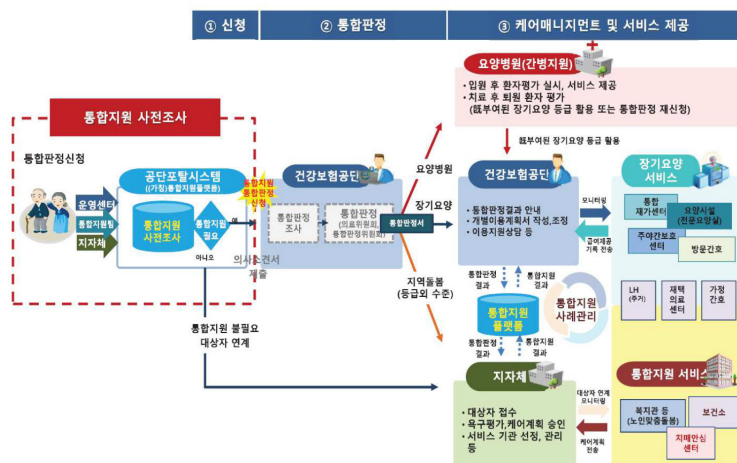 ① 신청
② 통합판정
③ 케어매니지먼트 및 서비스 제공
통합지원 사전조사
통합판정신청
운영센터
통합지원팀
지자체
공단포탈시스템
((가칭)통합지원플랫폼)
통합지원
사전조사
통합지원
필요
예
아니오
통합지원
통합판정
신청
의사소견서
제출
통합지원 불필요
대상자 연계
건강보험공단
통합판정
조사
통합판정
(의료위원회,
통합판정위원회)
통합판정서
요양병원
장기요양
지역돌봄
(등급외 수준)
요양병원(간병지원)
• 입원 후 환자평가 실시, 서비스 제공
• 치료 후 퇴원 환자 평가
(旣부여된 장기요양 등급 활용 또는 통합판정 재신청)
旣부여된 장기요양 등급 활용
건강보험공단
• 통합판정결과 안내
• 개별이용계획서 작성,조정
• 이용지원상담 등
모니터링
급여제공
기록 전송
장기요양
서비스
통합
재가센터
요양시설
(전문요양실)
주야간보호
센터
방문간호
LH
(주거)
재택
의료
센터
가정
간호
통합판정
결과
통합지원
결과
통합지원
플랫폼
통합지원
사례관리
통합판정
결과
통합지원
결과
지자체
• 대상자 접수
• 욕구평가,케어계획 승인
• 서비스 기관 선정, 관리
등
대상자 연계
모니터링
케어계획
전송
통합지원 서비스
복지관 등
(노인맞춤돌봄)
보건소
치매안심
센터